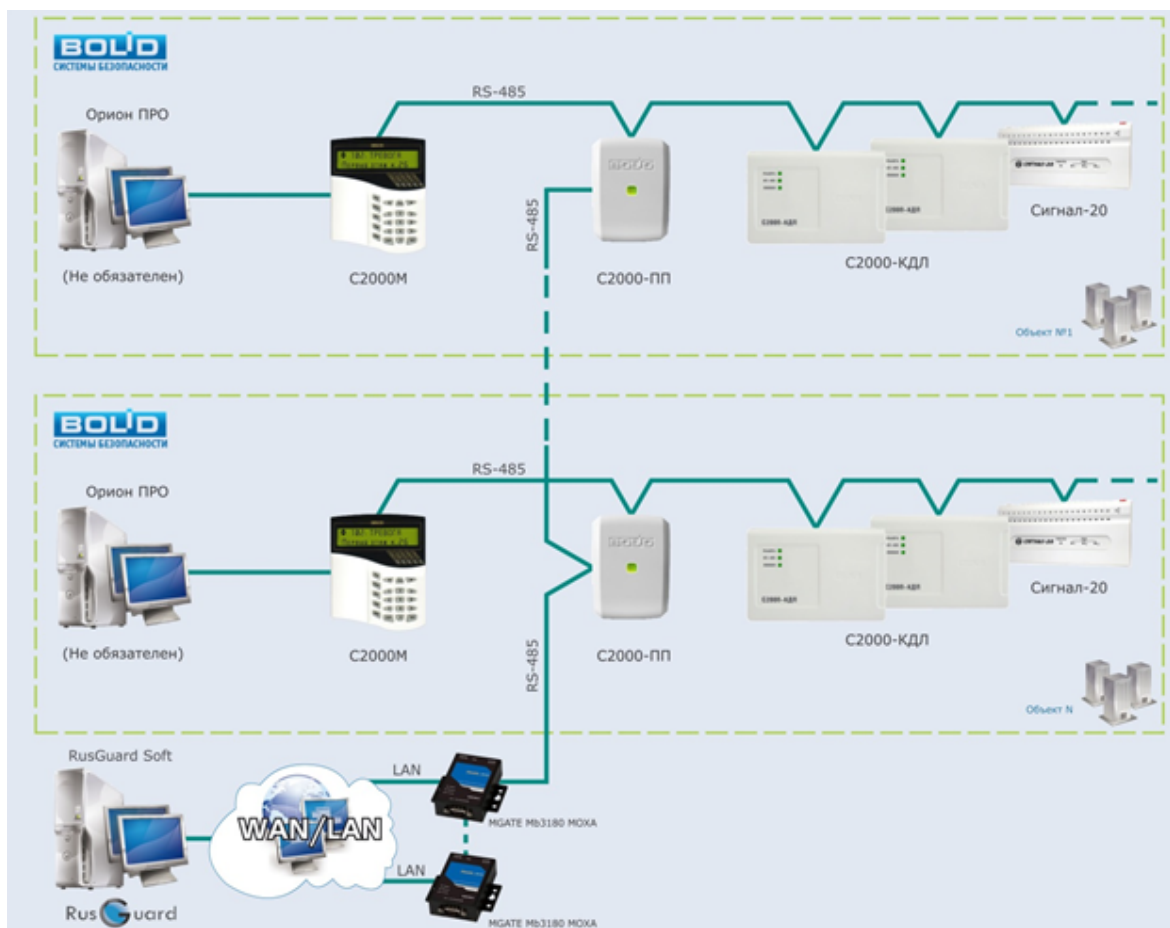 BOLID
СИСТЕМЫ БЕЗОПАСНОСТИ
Орион ПРО
(Не обязателен)
С2000М
RS-485
RS-485
С2000-ПП
С2000-КДЛ
Сигнал-20
Объект №1
BOLID
СИСТЕМЫ БЕЗОПАСНОСТИ
Орион ПРО
(Не обязателен)
С2000М
RS-485
RS-485
С2000-ПП
С2000-КДЛ
Сигнал-20
Объект N
RusGuard Soft
WAN/LAN
LAN
MGATE Mb3180 MOXA
LAN
MGATE Mb3180 MOXA
RusGuard